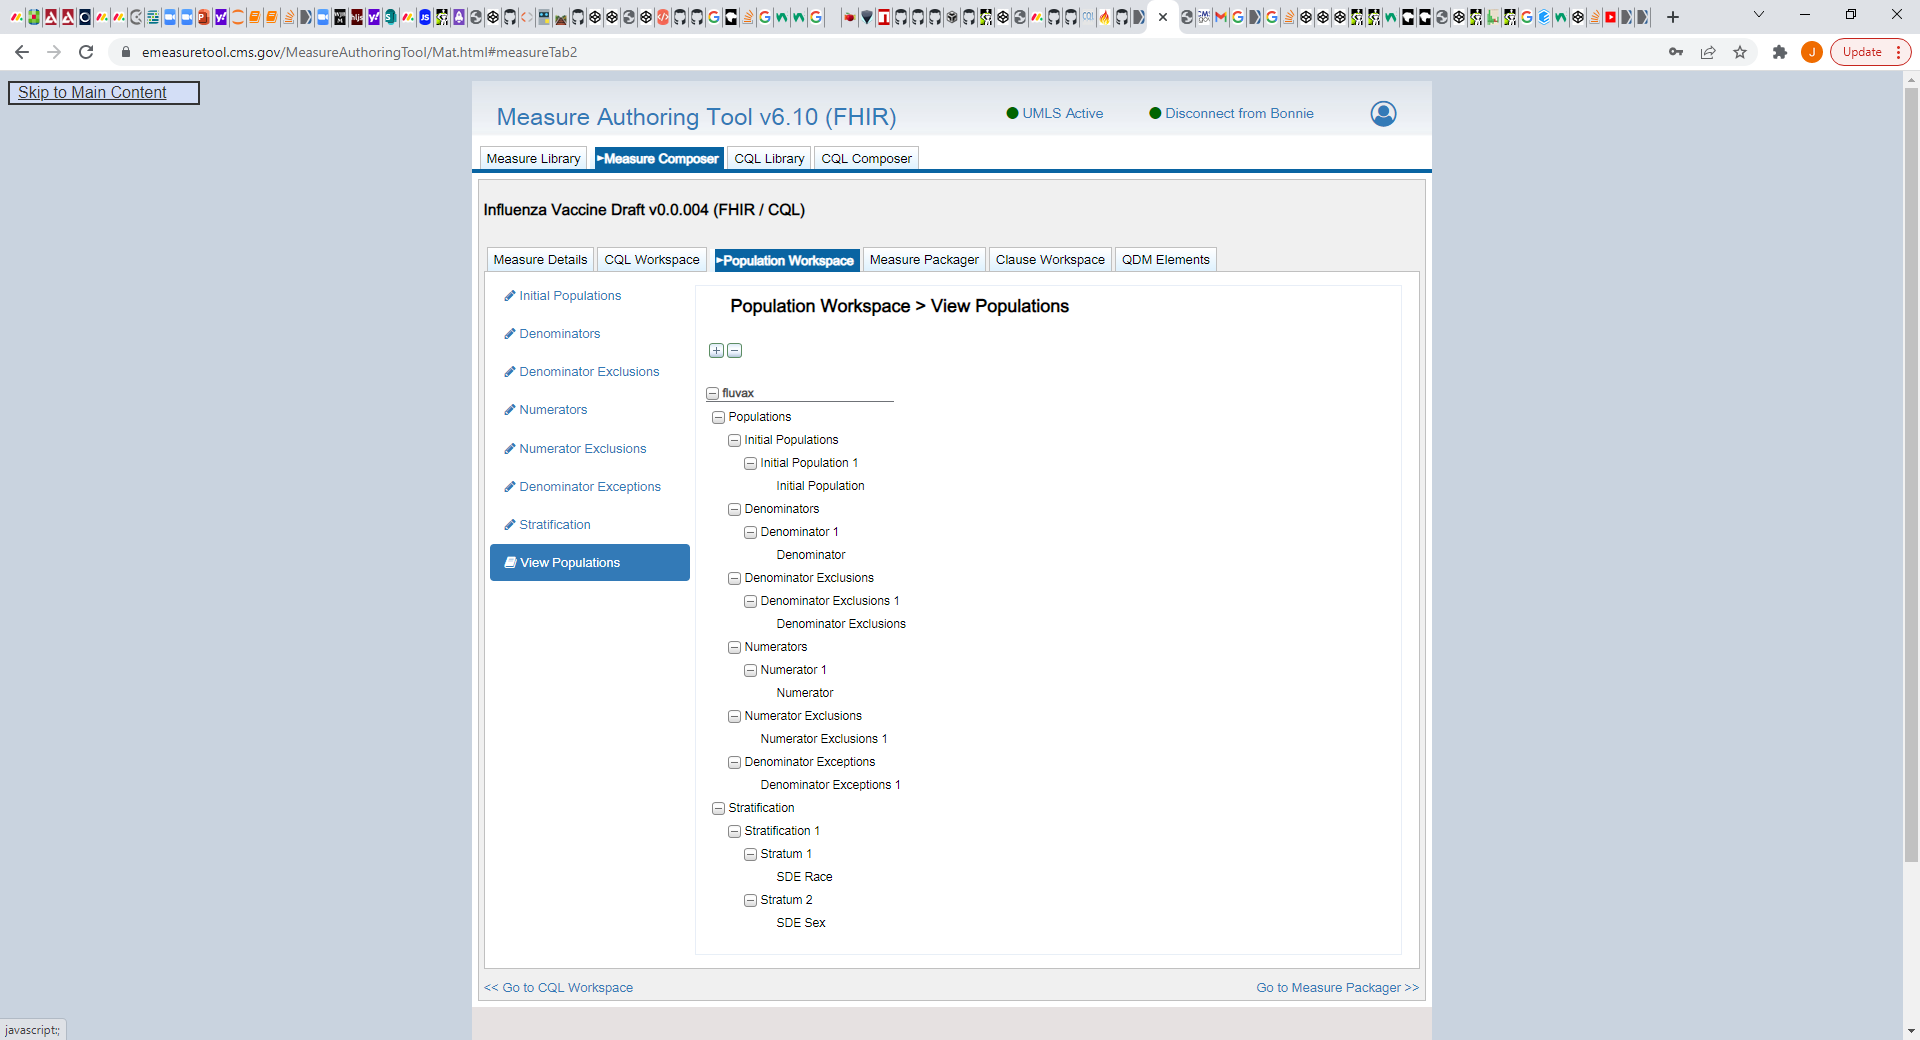 Update
emeasuretool.cms.gov/MeasureAuthoringTool/Mat.html#measureTab2
Skip to Main Content
Measure Authoring Tool v6.10 (FHIR)
UMLS Active
Disconnect from Bonnie
Measure Library
Measure Composer
CQL Library
CQL Composer
Influenza Vaccine Draft v0.0.004 (FHIR / CQL)
Measure Details
CQL Workspace
Population Workspace
Measure Packager
Clause Workspace
QDM Elements
Initial Populations
Denominators
Denominator Exclusions
Numerators
Numerator Exclusions
Denominator Exceptions
Stratification
View Populations
Population Workspace > View Populations
fluvax
Populations
Initial Populations
Initial Population 1
Initial Population
Denominators
Denominator 1
Denominator
Denominator Exclusions
Denominator Exclusions 1
Denominator Exclusions
Numerators
Numerator 1
Numerator
Numerator Exclusions
Numerator Exclusions 1
Denominator Exceptions
Denominator Exceptions 1
Stratification
Stratification 1
Stratum 1
SDE Race
Stratum 2
SDE Sex
<< Go to CQL Workspace
Go to Measure Packager >>
javascript:;